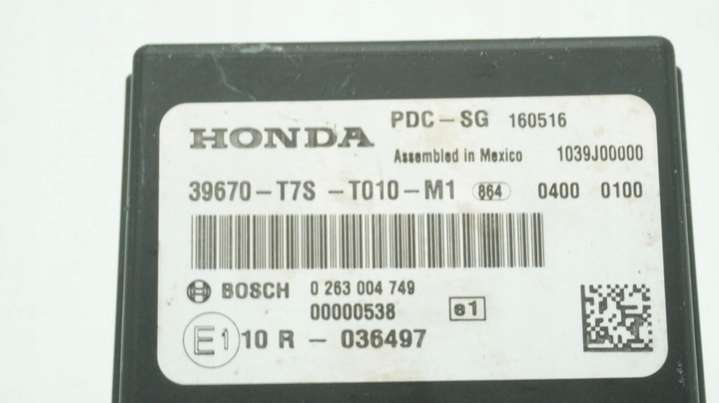 HONDA PDC-SG 160516
Assembled in Mexico 1039J00000
39670-T7S-T010-M1 864 0400 0100
BOSCH 0 263 004 749
00000538 e1
E1 10 R - 036497